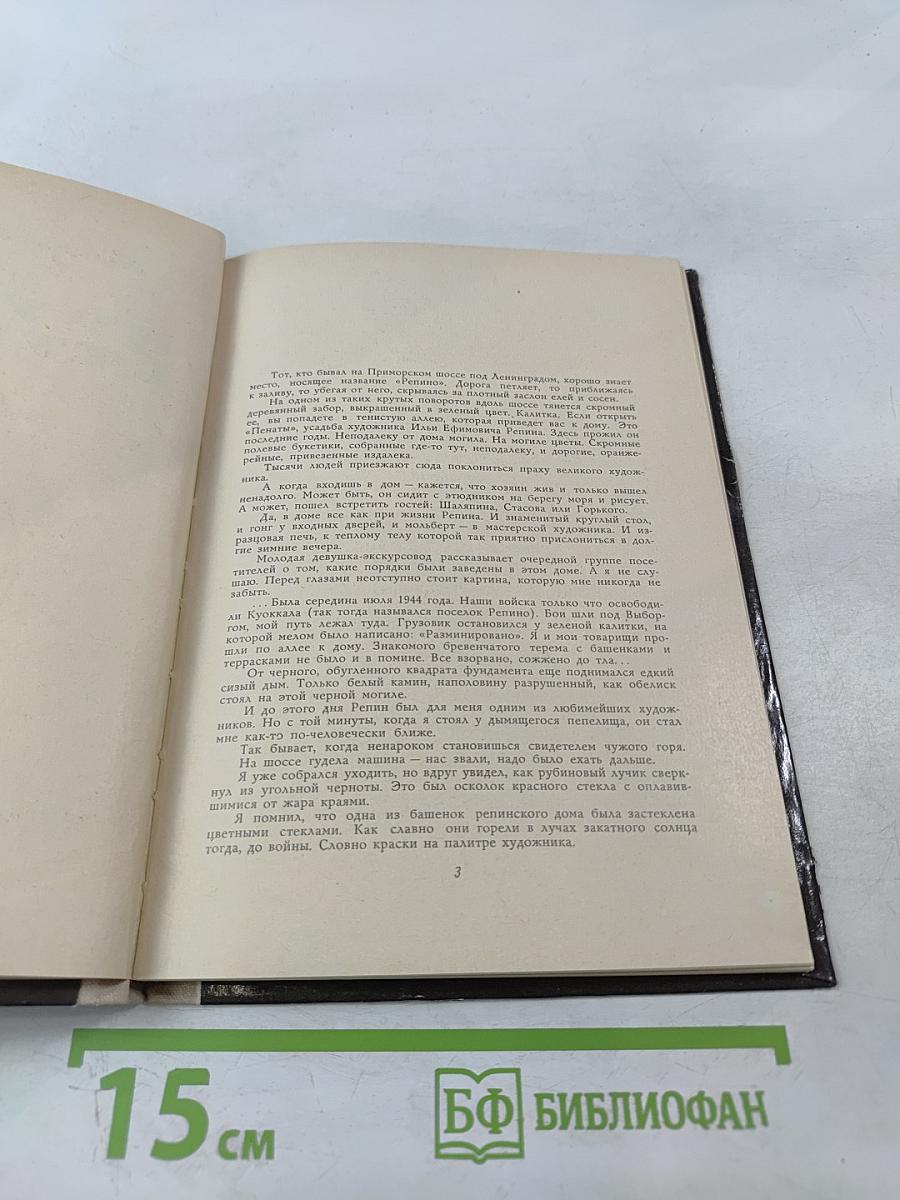 Тот, кто бывал на Приморском шоссе под Ленинградом, хорошо знает
место, носящее название «Репино». Дорога петляет, то приближаясь
к заливу, то убегая от него, скрываясь за плотный заслон елей и сосен.
На одном из таких крутых поворотов вдоль шоссе тянется скромный
деревянный забор, выкрашенный в зеленый цвет. Калитка. Если открыть
ее, вы попадете в тенистую аллею, которая приведет вас к дому. Это
«Пенаты», усадьба художника Ильи Ефимовича Репина. Здесь прожил он
последние годы. Неподалеку от дома могила. На могиле цветы. Скромные
полевые букетики, собранные где-то тут, неподалеку, и дорогие, оранже-
рейные, привезенные издалека.
Тысячи людей приезжают сюда поклониться праху великого худож-
ника.
А когда входишь в дом — кажется, что хозяин жив и только вышел
ненадолго. Может быть, он сидит с этюдником на берегу моря и рисует.
А может, пошел встретить гостей: Шаляпина, Стасова или Горького.
Да, в доме все как при жизни Репина. И знаменитый круглый стол,
и гонг у входных дверей, и мольберт — в мастерской художника. И из-
разцовая печь, к теплому телу которой так приятно прислониться в дол-
гие зимние вечера.
Молодая девушка-экскурсовод рассказывает очередной группе посе-
тителей о том, какие порядки были заведены в этом доме. А я не слу-
шаю. Перед глазами неотступно стоит картина, которую мне никогда не
забыть.
... Была середина июля 1944 года. Наши войска только что освободи-
ли Куоккала (так тогда назывался поселок Репино). Бои шли под Выбор-
гом, мой путь лежал туда. Грузовик остановился у зеленой калитки, на
которой мелом было написано: «Разминировано». Я и мои товарищи про-
шли по аллее к дому. Знакомого бревенчатого терема с башенками и
террасками не было и в помине. Все взорвано, сожжено до тла...
От черного, обугленного квадрата фундамента еще поднимался едкий
сизый дым. Только белый камин, наполовину разрушенный, как обелиск
стоял на этой черной могиле.
И до этого дня Репин был для меня одним из любимейших худож-
ников. Но с той минуты, когда я стоял у дымящегося пепелища, он стал
мне как-то по-человечески ближе.
Так бывает, когда ненароком становишься свидетелем чужого горя.
На шоссе гудела машина — нас звали, надо было ехать дальше.
Я уже собрался уходить, но вдруг увидел, как рубиновый лучик сверк-
нул из угольной черноты. Это был осколок красного стекла с оплавив-
шимися от жара краями.
Я помнил, что одна из башенок репинского дома была застеклена
цветными стеклами. Как славно они горели в лучах закатного солнца
тогда, до войны. Словно краски на палитре художника.
3
15 см
БФ БИБЛИОФАН